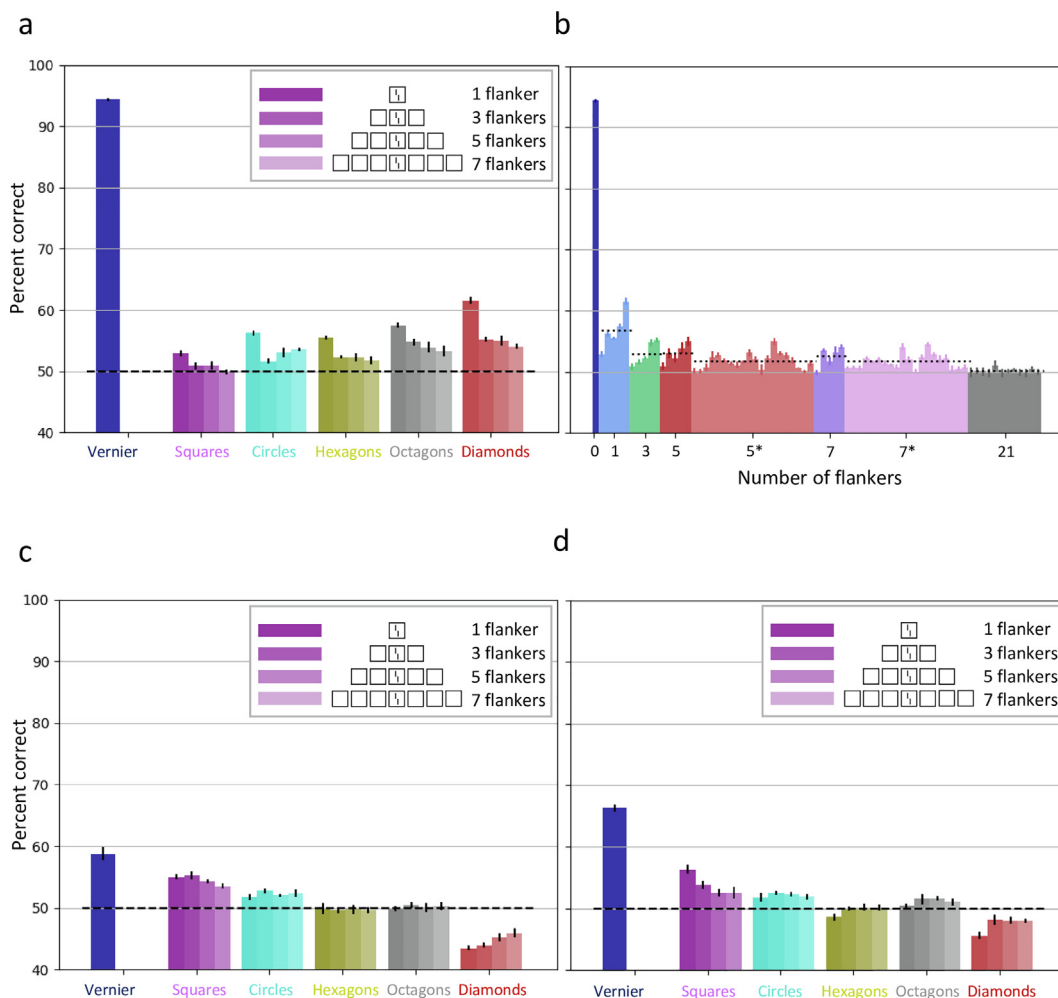 a
100
90
80
70
60
50
40
Percent correct
1 flanker
3 flankers
5 flankers
7 flankers
Vernier Squares Circles Hexagons Octagons Diamonds
b
0 1 3 5 5* 7 7* 21
Number of flankers
c
100
90
80
70
60
50
40
Percent correct
1 flanker
3 flankers
5 flankers
7 flankers
Vernier Squares Circles Hexagons Octagons Diamonds
d
1 flanker
3 flankers
5 flankers
7 flankers
Vernier Squares Circles Hexagons Octagons Diamonds